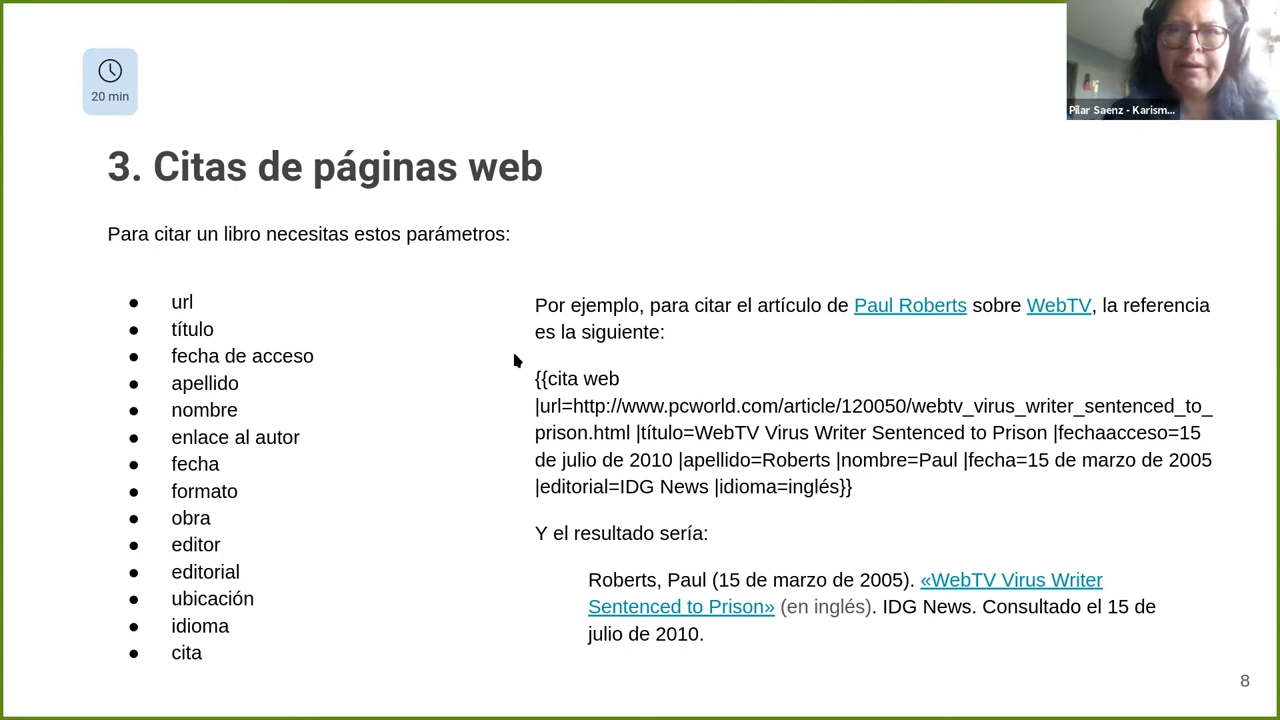 20 min
Pilar Saenz - Karism...
3. Citas de páginas web
Para citar un libro necesitas estos parámetros:
● url
● título
● fecha de acceso
● apellido
● nombre
● enlace al autor
● fecha
● formato
● obra
● editor
● editorial
● ubicación
● idioma
● cita
Por ejemplo, para citar el artículo de Paul Roberts sobre WebTV, la referencia
es la siguiente:
{{cita web
|url=http://www.pcworld.com/article/120050/webtv_virus_writer_sentenced_to_
prison.html |título=WebTV Virus Writer Sentenced to Prison |fechaacceso=15
de julio de 2010 |apellido=Roberts |nombre=Paul |fecha=15 de marzo de 2005
|editorial=IDG News |idioma=inglés}}
Y el resultado sería:
Roberts, Paul (15 de marzo de 2005). «WebTV Virus Writer
Sentenced to Prison» (en inglés). IDG News. Consultado el 15 de
julio de 2010.
8